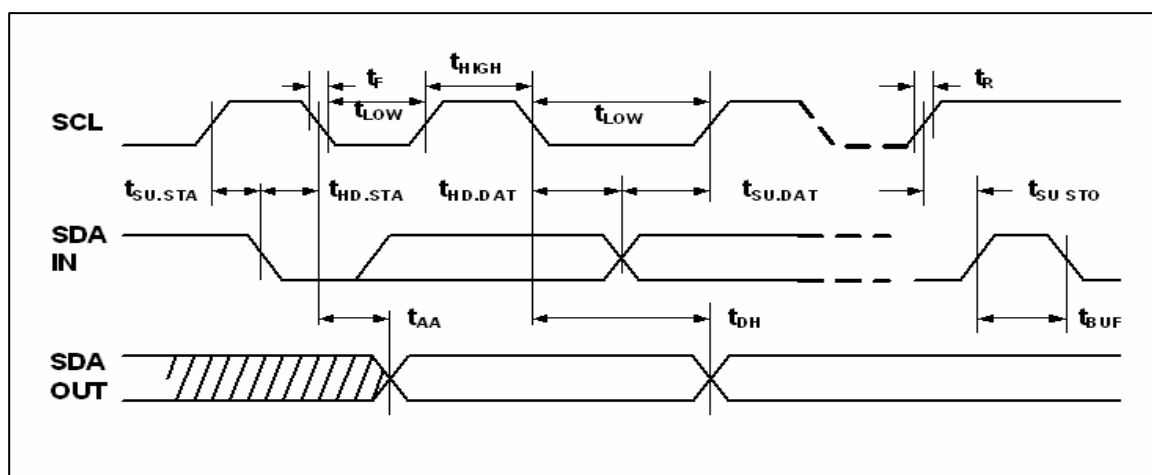 tF
tHIGH
tR
SCL
tLOW
tLOW
tSU.STA
tHD.STA
tHD.DAT
tSU.DAT
tSU STO
SDA
IN
tAA
tDH
tBUF
SDA
OUT